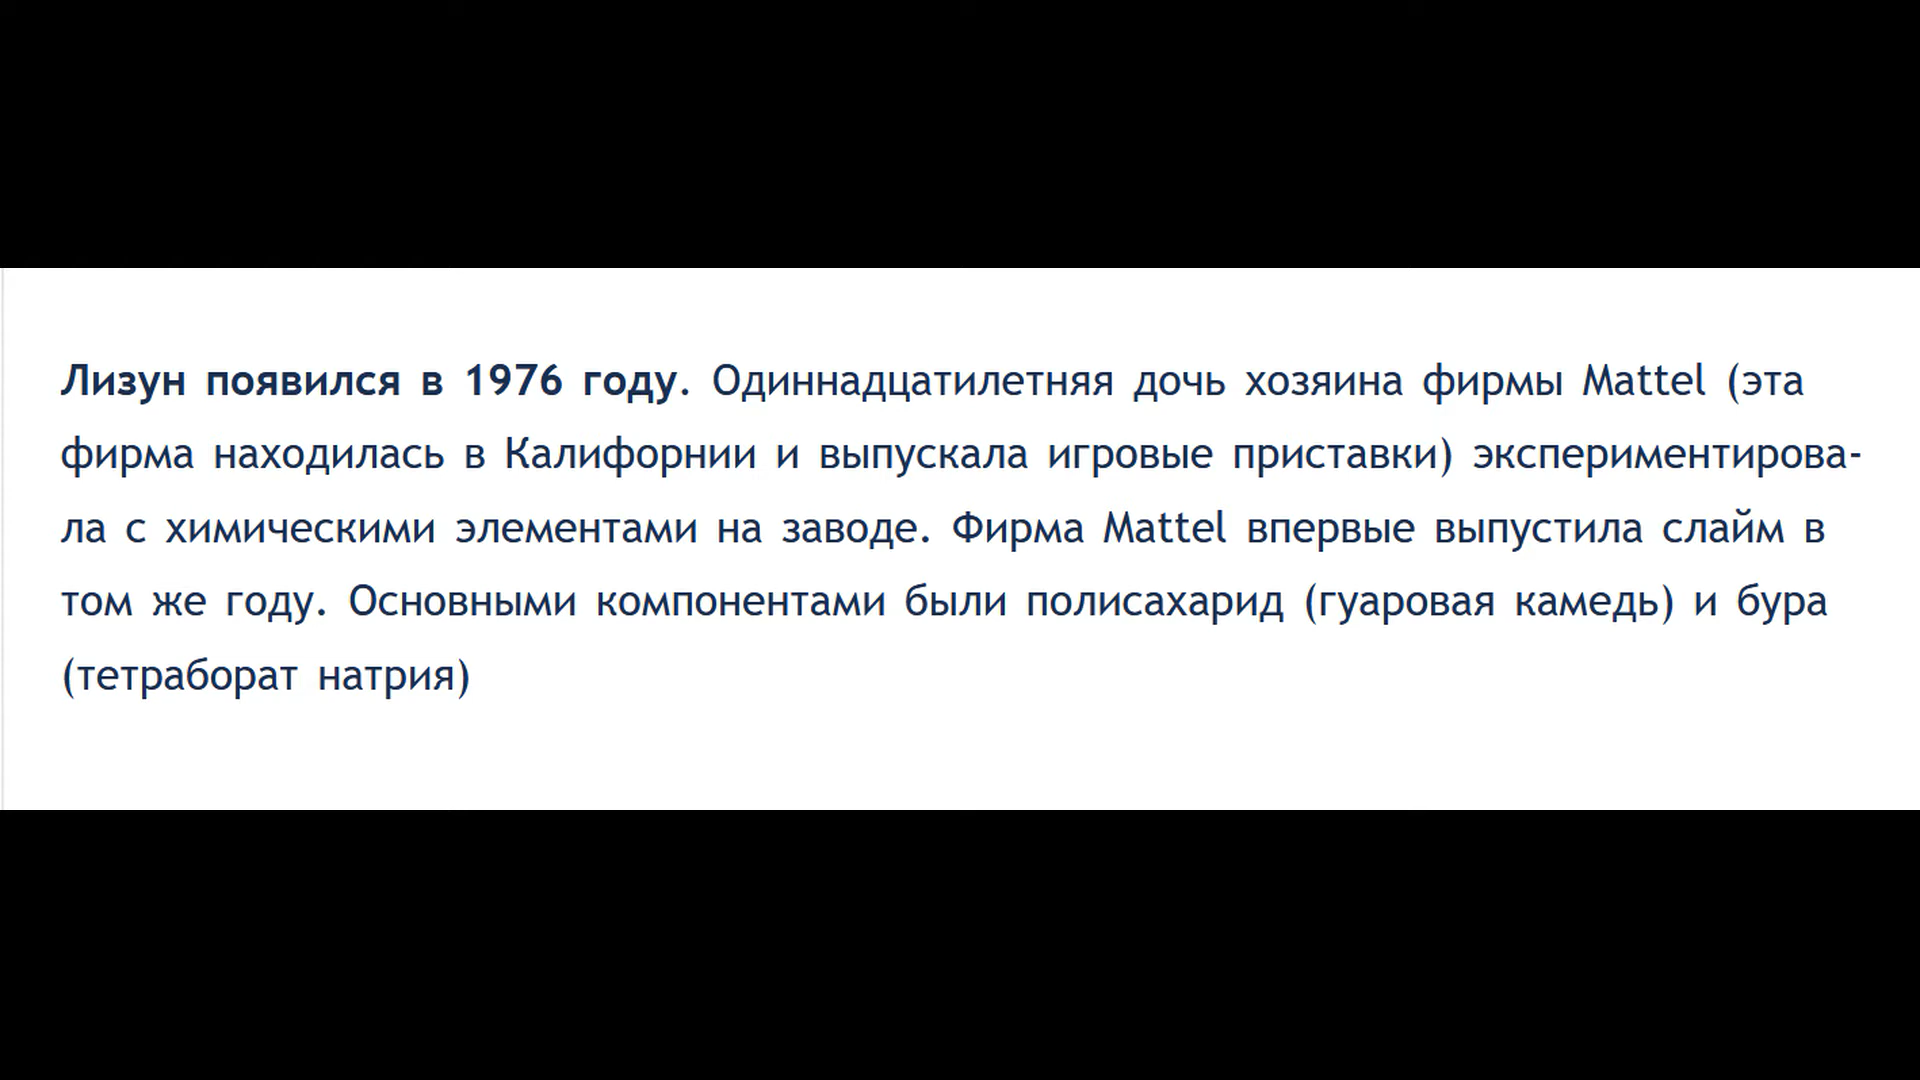 Лизун появился в 1976 году. Одиннадцатилетняя дочь хозяина фирмы Mattel (эта
фирма находилась в Калифорнии и выпускала игровые приставки) экспериментирова-
ла с химическими элементами на заводе. Фирма Mattel впервые выпустила слайм в
том же году. Основными компонентами были полисахарид (гуаровая камедь) и бура
(тетраборат натрия)